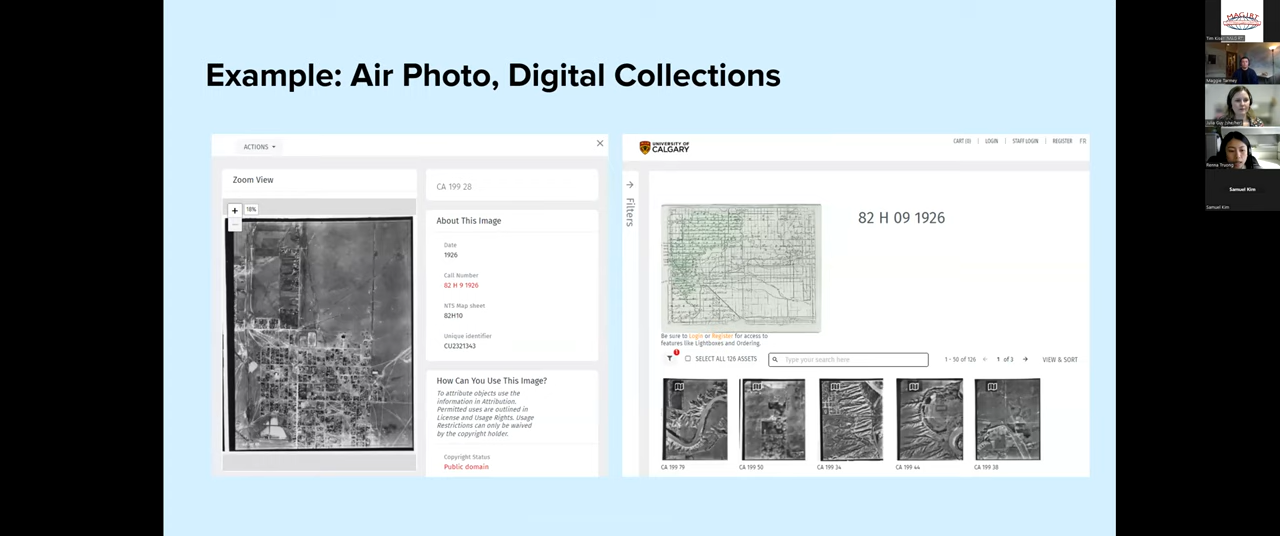 Example: Air Photo, Digital Collections
ACTIONS
Zoom View
18%
CA 199 28
About This Image
Date
1926
Call Number
82 H 9 1926
NTS Map sheet
82H10
Unique identifier
CU2321343
How Can You Use This Image?
To attribute objects use the
information in Attribution.
Permitted uses are outlined in
License and Usage Rights. Usage
Restrictions can only be waived
by the copyright holder.
Copyright Status
Public domain
UNIVERSITY OF
CALGARY
CART (0) | LOGIN | STAFF LOGIN | REGISTER
Filters
82 H 09 1926
Be sure to Login or Register for access to
features like Lightboxes and Ordering.
SELECT ALL 126 ASSETS
Type your search here
1 - 50 of 126
1 of 3
VIEW & SORT
CA 199 79
CA 199 50
CA 199 34
CA 199 44
CA 199 38
MAGIRT
Maggie Tarmey
Renna Truong
Samuel Kim
Samuel Kim